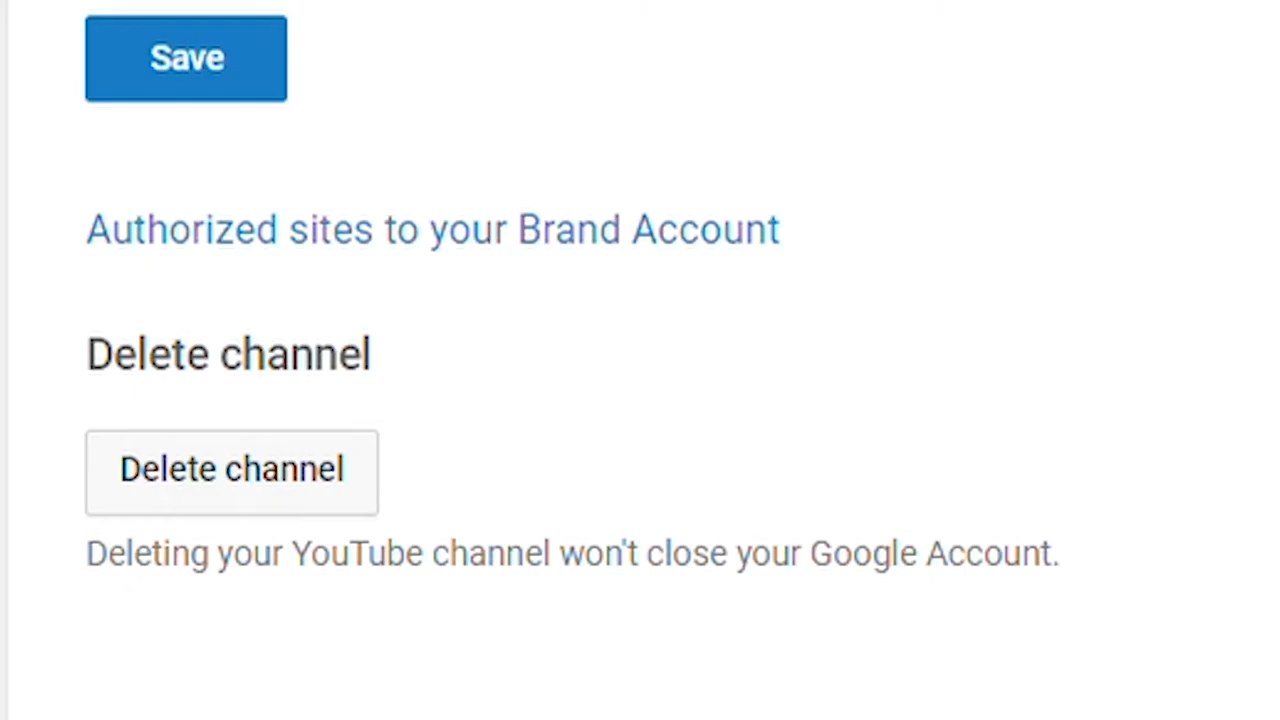 Save
Authorized sites to your Brand Account
Delete channel
Delete channel
Deleting your YouTube channel won't close your Google Account.